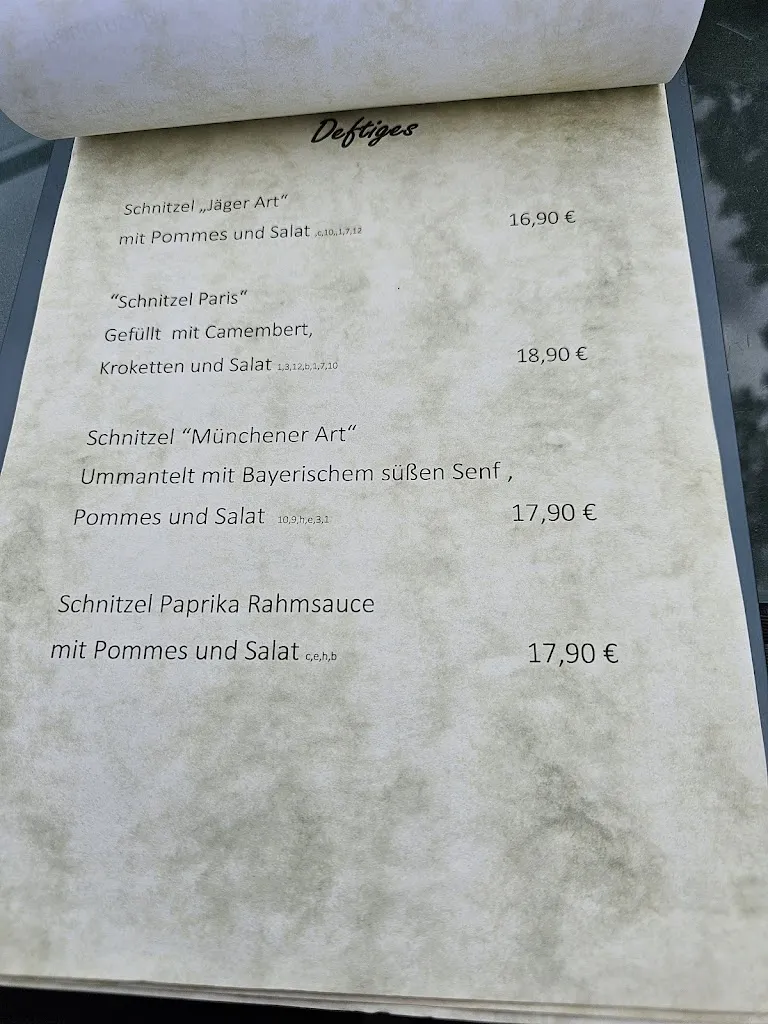 Deftiges
Schnitzel „Jäger Art“
mit Pommes und Salat ,c,10,,1,7,12
16,90 €
“Schnitzel Paris“
Gefüllt mit Camembert,
Kroketten und Salat 1,3,12,b,1,7,10
18,90 €
Schnitzel “Münchener Art“
Ummantelt mit Bayerischem süßen Senf ,
Pommes und Salat 10,9,h,e,3,1
17,90 €
Schnitzel Paprika Rahmsauce
mit Pommes und Salat c,e,h,b
17,90 €